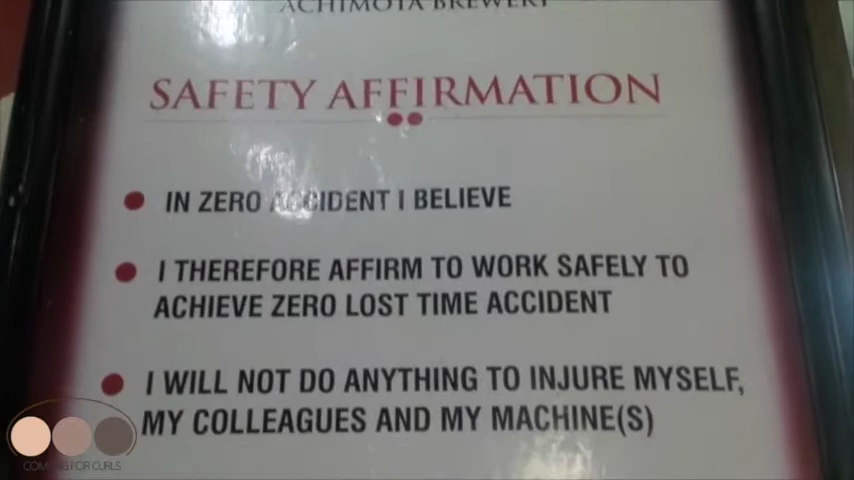 ACHIMOTA BREWERY
SAFETY AFFIRMATION
IN ZERO ACCIDENT I BELIEVE
I THEREFORE AFFIRM TO WORK SAFELY TO
ACHIEVE ZERO LOST TIME ACCIDENT
I WILL NOT DO ANYTHING TO INJURE MYSELF,
MY COLLEAGUES AND MY MACHINE(S)
COMBING FOR CURLS